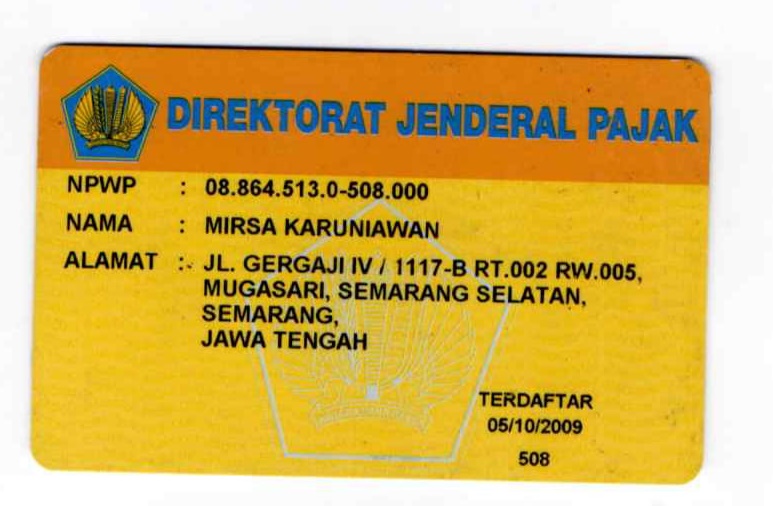 DIREKTORAT JENDERAL PAJAK
NPWP : 08.864.513.0-508.000
NAMA : MIRSA KARUNIAWAN
ALAMAT : JL. GERGAJI IV / 1117-B RT.002 RW.005,
MUGASARI, SEMARANG SELATAN,
SEMARANG,
JAWA TENGAH
TERDAFTAR
05/10/2009
508